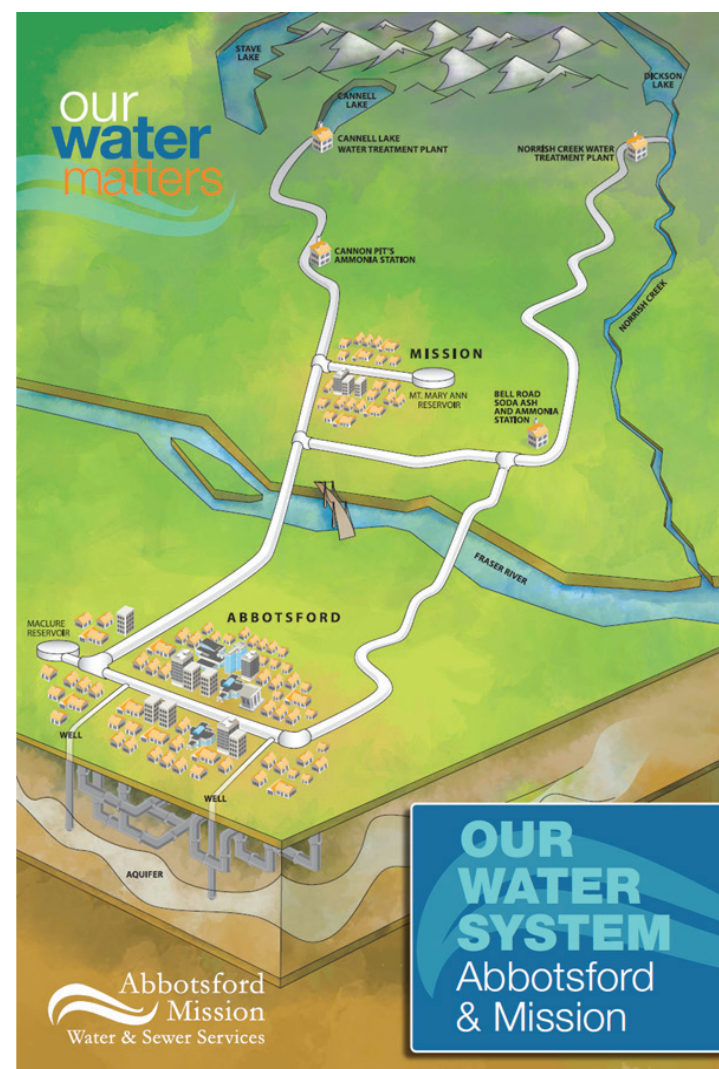 STAVE
LAKE
DICKSON
LAKE
our
water
matters
CANNELL
LAKE
CANNELL LAKE
WATER TREATMENT PLANT
NORRISH CREEK WATER
TREATMENT PLANT
CANNON PIT'S
AMMONIA STATION
NORRISH CREEK
MISSION
MT. MARY ANN
RESERVOIR
BELL ROAD
SODA ASH
AND AMMONIA
STATION
FRASER RIVER
ABBOTSFORD
MACLURE
RESERVOIR
WELL
WELL
AQUIFER
OUR
WATER
SYSTEM
Abbotsford
& Mission
Abbotsford
Mission
Water & Sewer Services